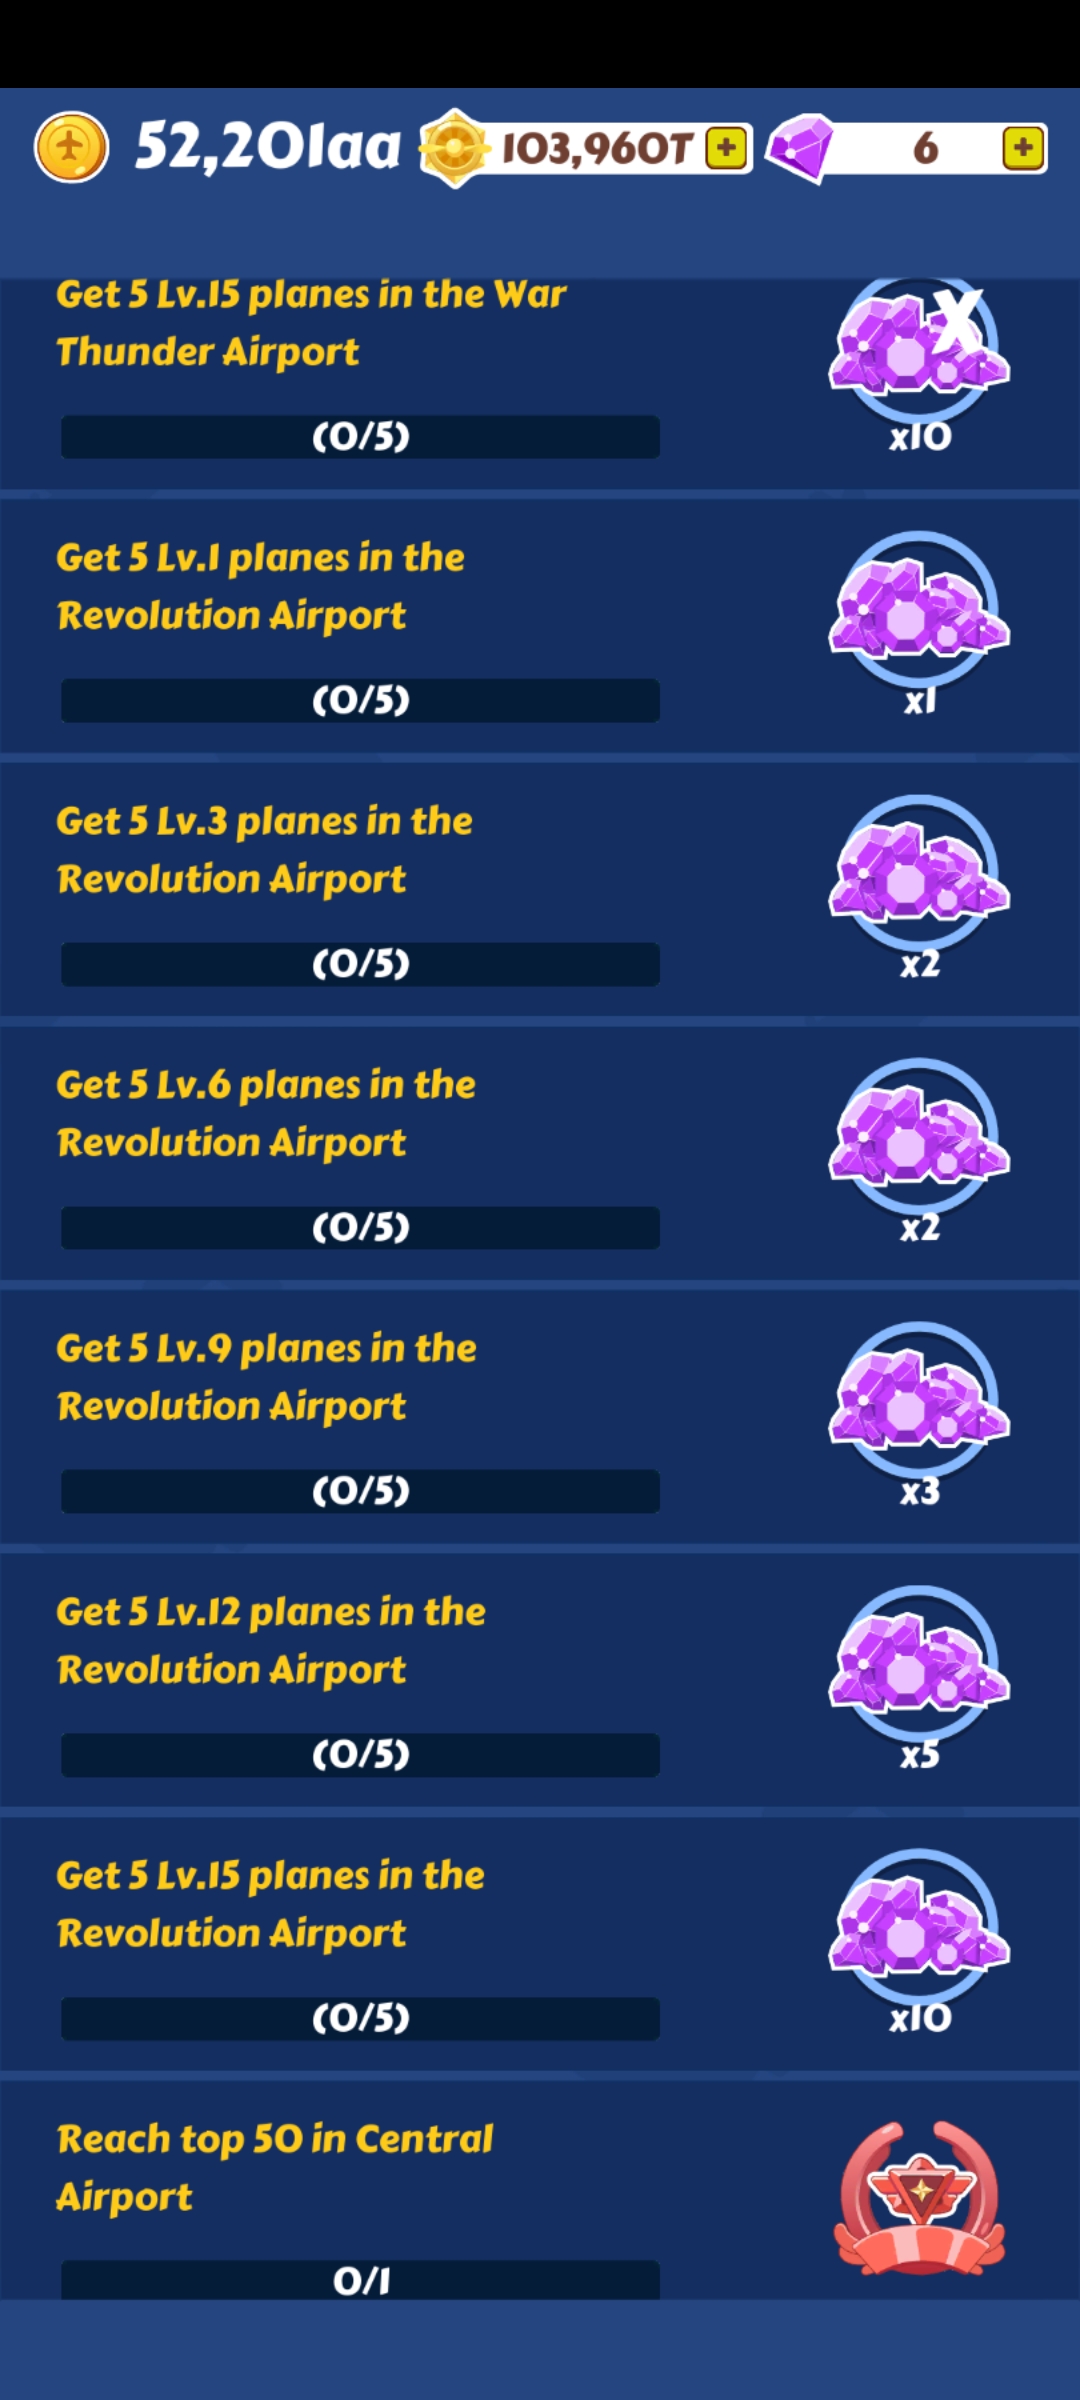 52,201aa 103,960T + 6 +
Get 5 Lv.15 planes in the War
Thunder Airport
X
(0/5)
x10
Get 5 Lv.1 planes in the
Revolution Airport
(0/5)
x1
Get 5 Lv.3 planes in the
Revolution Airport
(0/5)
x2
Get 5 Lv.6 planes in the
Revolution Airport
(0/5)
x2
Get 5 Lv.9 planes in the
Revolution Airport
(0/5)
x3
Get 5 Lv.12 planes in the
Revolution Airport
(0/5)
x5
Get 5 Lv.15 planes in the
Revolution Airport
(0/5)
x10
Reach top 50 in Central
Airport
0/1